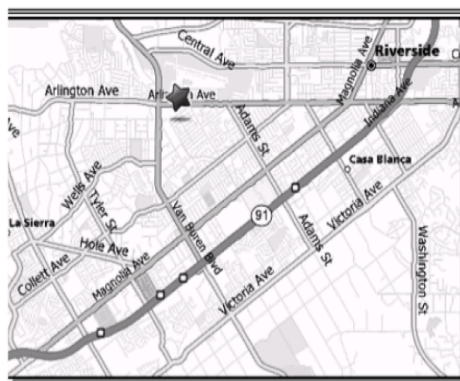 Central Ave
Magnolia Ave
Riverside
Indiana Ave
Arlington Ave
Ave
Adams St
Casa Blanca
Wells Ave
Tyler St
La Sierra
Van Buren Blvd
91
Adams St
Victoria Ave
Hole Ave
Collett Ave
Magnolia Ave
Victoria Ave
Washington St